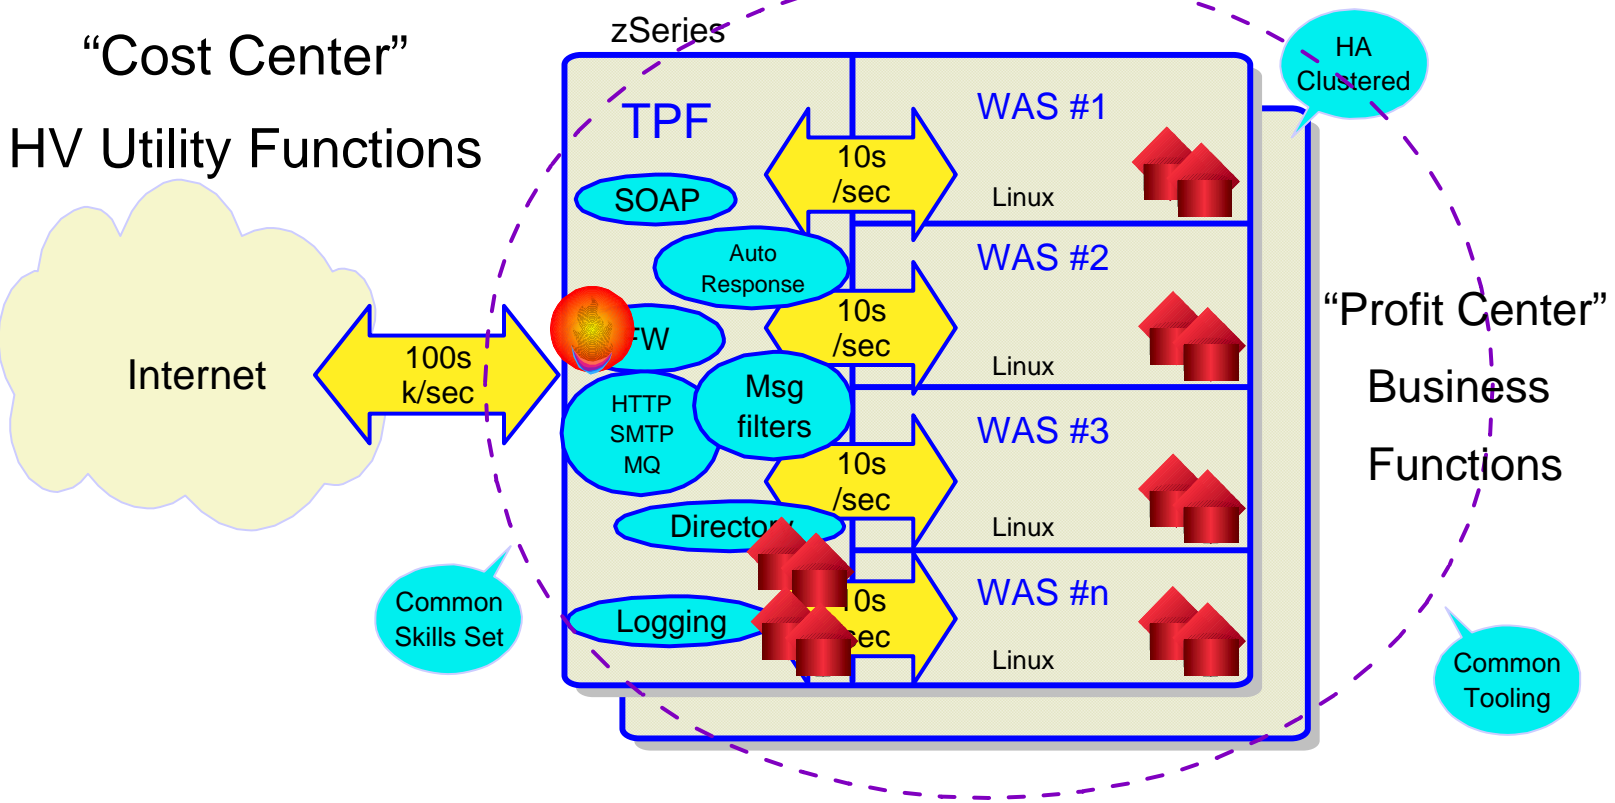 zSeries
“Cost Center”
HV Utility Functions
HA
Clustered
TPF
WAS #1
10s
/sec
Linux
SOAP
Auto
Response
WAS #2
10s
/sec
Linux
FW
“Profit Center”
Business
Functions
Internet
100s
k/sec
HTTP
SMTP
MQ
Msg
filters
WAS #3
10s
/sec
Linux
Directory
WAS #n
10s
/sec
Linux
Logging
Common
Skills Set
Common
Tooling